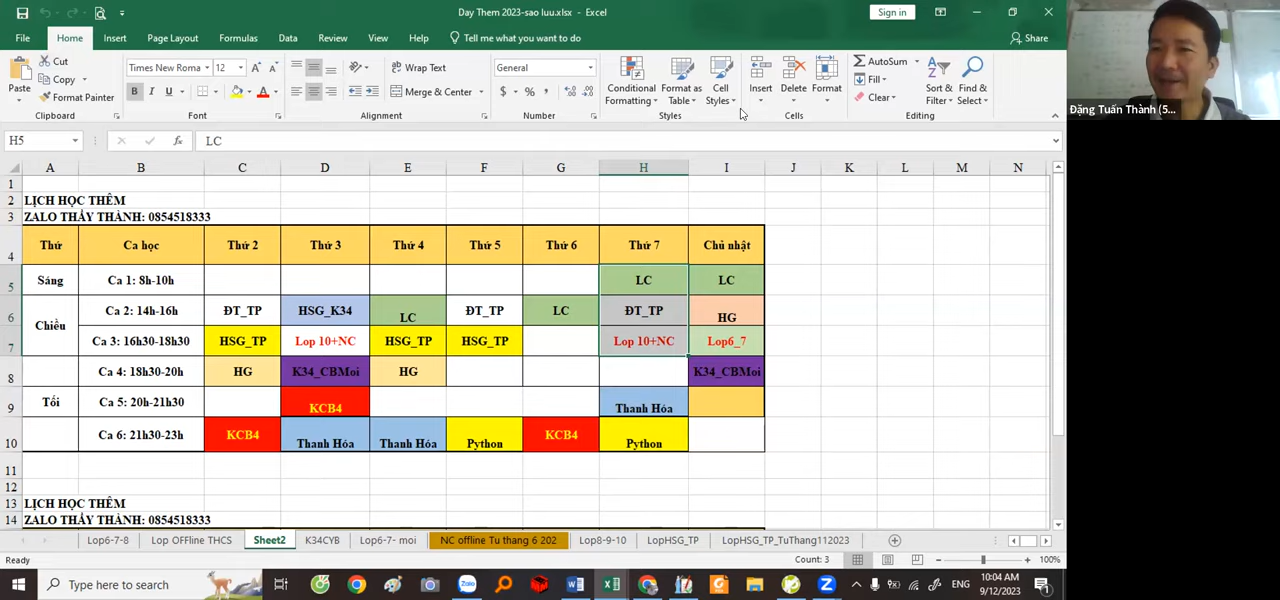 Day Them 2023-sao luu.xlsx - Excel
Sign in
File Home Insert Page Layout Formulas Data Review View Help Tell me what you want to do Share
Paste
Cut
Copy
Format Painter
Clipboard
Times New Roma 12
B I U
Font
Wrap Text
Merge & Center
Alignment
General
$ % ,
Number
Conditional Formatting
Format as Table
Cell Styles
Styles
Insert Delete Format
Cells
AutoSum
Fill
Clear
Sort & Filter
Find & Select
Editing
Đặng Tuấn Thành (5...
H5 fx LC
A B C D E F G H I J K L M N
1
2 LỊCH HỌC THÊM
3 ZALO THẦY THÀNH: 0854518333
4 Thứ Ca học Thứ 2 Thứ 3 Thứ 4 Thứ 5 Thứ 6 Thứ 7 Chủ nhật
5 Sáng Ca 1: 8h-10h LC LC
6 Chiều Ca 2: 14h-16h ĐT_TP HSG_K34 LC ĐT_TP LC ĐT_TP HG
7 Ca 3: 16h30-18h30 HSG_TP Lop 10+NC HSG_TP HSG_TP Lop 10+NC Lop6_7
8 Ca 4: 18h30-20h HG K34_CBMoi HG K34_CBMoi
9 Tối Ca 5: 20h-21h30 KCB4 Thanh Hóa
10 Ca 6: 21h30-23h KCB4 Thanh Hóa Thanh Hóa Python KCB4 Python
11
12
13 LỊCH HỌC THÊM
14 ZALO THẦY THÀNH: 0854518333
Lop6-7-8 Lop OFFline THCS Sheet2 K34CYB Lop6-7- moi NC offline Tu thang 6 202 Lop8-9-10 LopHSG_TP LopHSG_TP_TuThang112023
Ready Count: 3 100%
Type here to search
Zalo
ENG
10:04 AM
9/12/2023
1